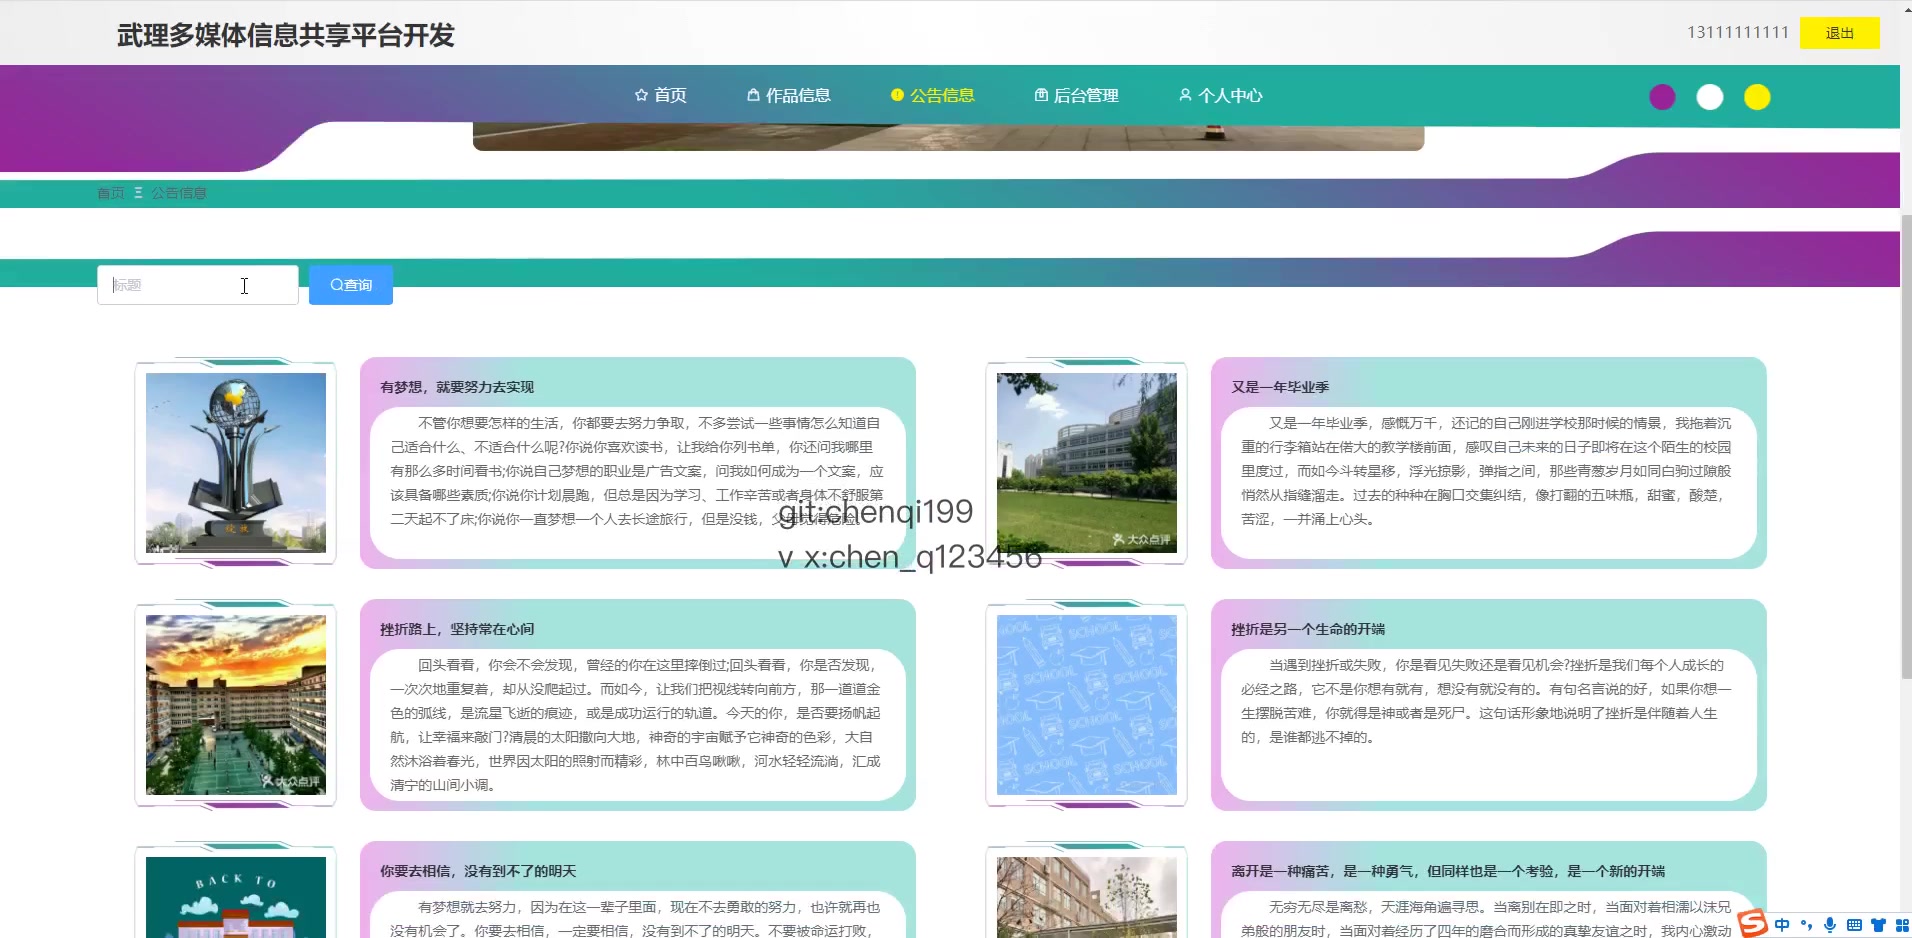 武理多媒体信息共享平台开发
13111111111
退出
首页
作品信息
公告信息
后台管理
个人中心
首页
公告信息
标题
查询
有梦想，就要努力去实现
不管你想要怎样的生活，你都要去努力争取，不多尝试一些事情怎么知道自
己适合什么、不适合什么呢?你说你喜欢读书，让我给你列书单，你还问我哪里
有那么多时间看书;你说自己梦想的职业是广告文案，问我如何成为一个文案，应
该具备哪些素质;你说你计划晨跑，但总是因为学习、工作辛苦或者身体不舒服第
二天起不了床;你说你一直梦想一个人去长途旅行，但是没钱，父母觉得危险。
又是一年毕业季
又是一年毕业季，感慨万千，还记的自己刚进学校那时候的情景，我拖着沉
重的行李箱站在偌大的教学楼前面，感叹自己未来的日子即将在这个陌生的校园
里度过，而如今斗转星移，浮光掠影，弹指之间，那些青葱岁月如同白驹过隙般
悄然从指缝溜走。过去的种种在胸口交集纠结，像打翻的五味瓶，甜蜜，酸楚，
苦涩，一并涌上心头。
大众点评
git:chenqi199
v x:chen_q123456
挫折路上，坚持常在心间
回头看看，你会不会发现，曾经的你在这里摔倒过;回头看看，你是否发现，
一次次地重复着，却从没爬起过。而如今，让我们把视线转向前方，那一道道金
色的弧线，是流星飞逝的痕迹，或是成功运行的轨道。今天的你，是否要扬帆起
航，让幸福来敲门?清晨的太阳撒向大地，神奇的宇宙赋予它神奇的色彩，大自
然沐浴着春光，世界因太阳的照射而精彩，林中百鸟啾啾，河水轻轻流淌，汇成
清宁的山间小调。
大众点评
挫折是另一个生命的开端
当遇到挫折或失败，你是看见失败还是看见机会?挫折是我们每个人成长的
必经之路，它不是你想有就有，想没有就没有的。有句名言说的好，如果你想一
生摆脱苦难，你就得是神或者是死尸。这句话形象地说明了挫折是伴随着人生
的，是谁都逃不掉的。
SCHOOL
SCHOOL
SCHOOL
SCHOOL
SCHOOL
BACK TO
你要去相信，没有到不了的明天
有梦想就去努力，因为在这一辈子里面，现在不去勇敢的努力，也许就再也
没有机会了。你要去相信，一定要相信，没有到不了的明天。不要被命运打败，
离开是一种痛苦，是一种勇气，但同样也是一个考验，是一个新的开端
无穷无尽是离愁，天涯海角遍寻思。当离别在即之时，当面对着相濡以沫兄
弟般的朋友时，当面对着经历了四年的磨合而形成的真挚友谊之时，我内心激动
中